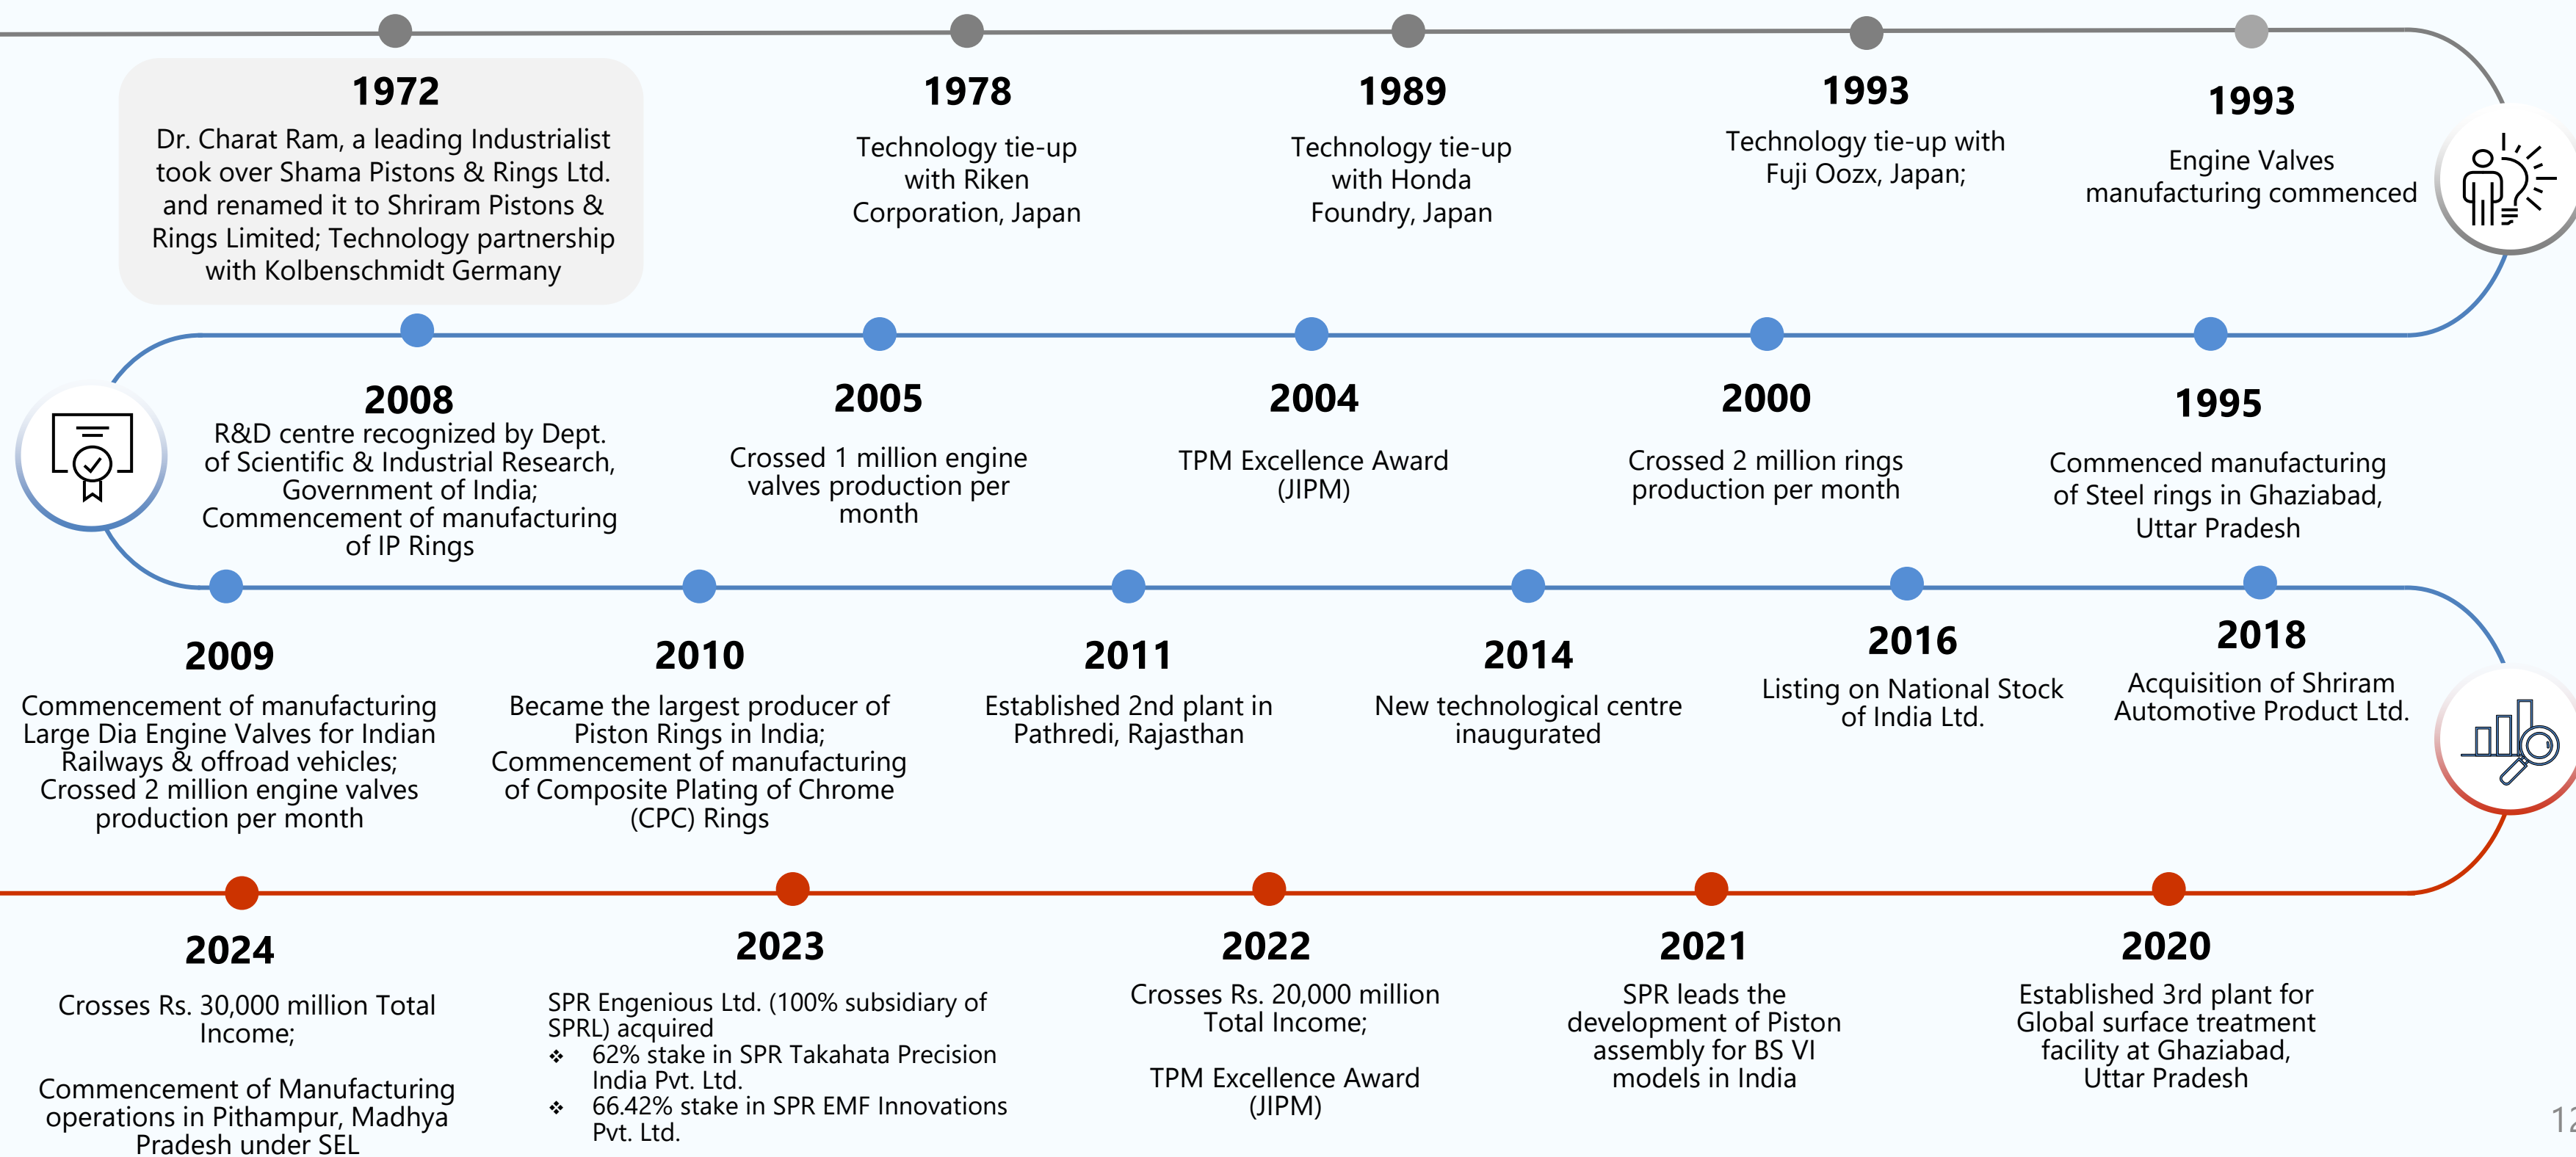 1972
Dr. Charat Ram, a leading Industrialist
took over Shama Pistons & Rings Ltd.
and renamed it to Shriram Pistons &
Rings Limited; Technology partnership
with Kolbenschmidt Germany
1978
Technology tie-up
with Riken
Corporation, Japan
1989
Technology tie-up
with Honda
Foundry, Japan
1993
Technology tie-up with
Fuji Oozx, Japan;
1993
Engine Valves
manufacturing commenced
2008
R&D centre recognized by Dept.
of Scientific & Industrial Research,
Government of India;
Commencement of manufacturing
of IP Rings
2005
Crossed 1 million engine
valves production per
month
2004
TPM Excellence Award
(JIPM)
2000
Crossed 2 million rings
production per month
1995
Commenced manufacturing
of Steel rings in Ghaziabad,
Uttar Pradesh
2009
Commencement of manufacturing
Large Dia Engine Valves for Indian
Railways & offroad vehicles;
Crossed 2 million engine valves
production per month
2010
Became the largest producer of
Piston Rings in India;
Commencement of manufacturing
of Composite Plating of Chrome
(CPC) Rings
2011
Established 2nd plant in
Pathredi, Rajasthan
2014
New technological centre
inaugurated
2016
Listing on National Stock
of India Ltd.
2018
Acquisition of Shriram
Automotive Product Ltd.
2024
Crosses Rs. 30,000 million Total
Income;
Commencement of Manufacturing
operations in Pithampur, Madhya
Pradesh under SEL
2023
SPR Engenious Ltd. (100% subsidiary of
SPRL) acquired
❖ 62% stake in SPR Takahata Precision
India Pvt. Ltd.
❖ 66.42% stake in SPR EMF Innovations
Pvt. Ltd.
2022
Crosses Rs. 20,000 million
Total Income;
TPM Excellence Award
(JIPM)
2021
SPR leads the
development of Piston
assembly for BS VI
models in India
2020
Established 3rd plant for
Global surface treatment
facility at Ghaziabad,
Uttar Pradesh
12